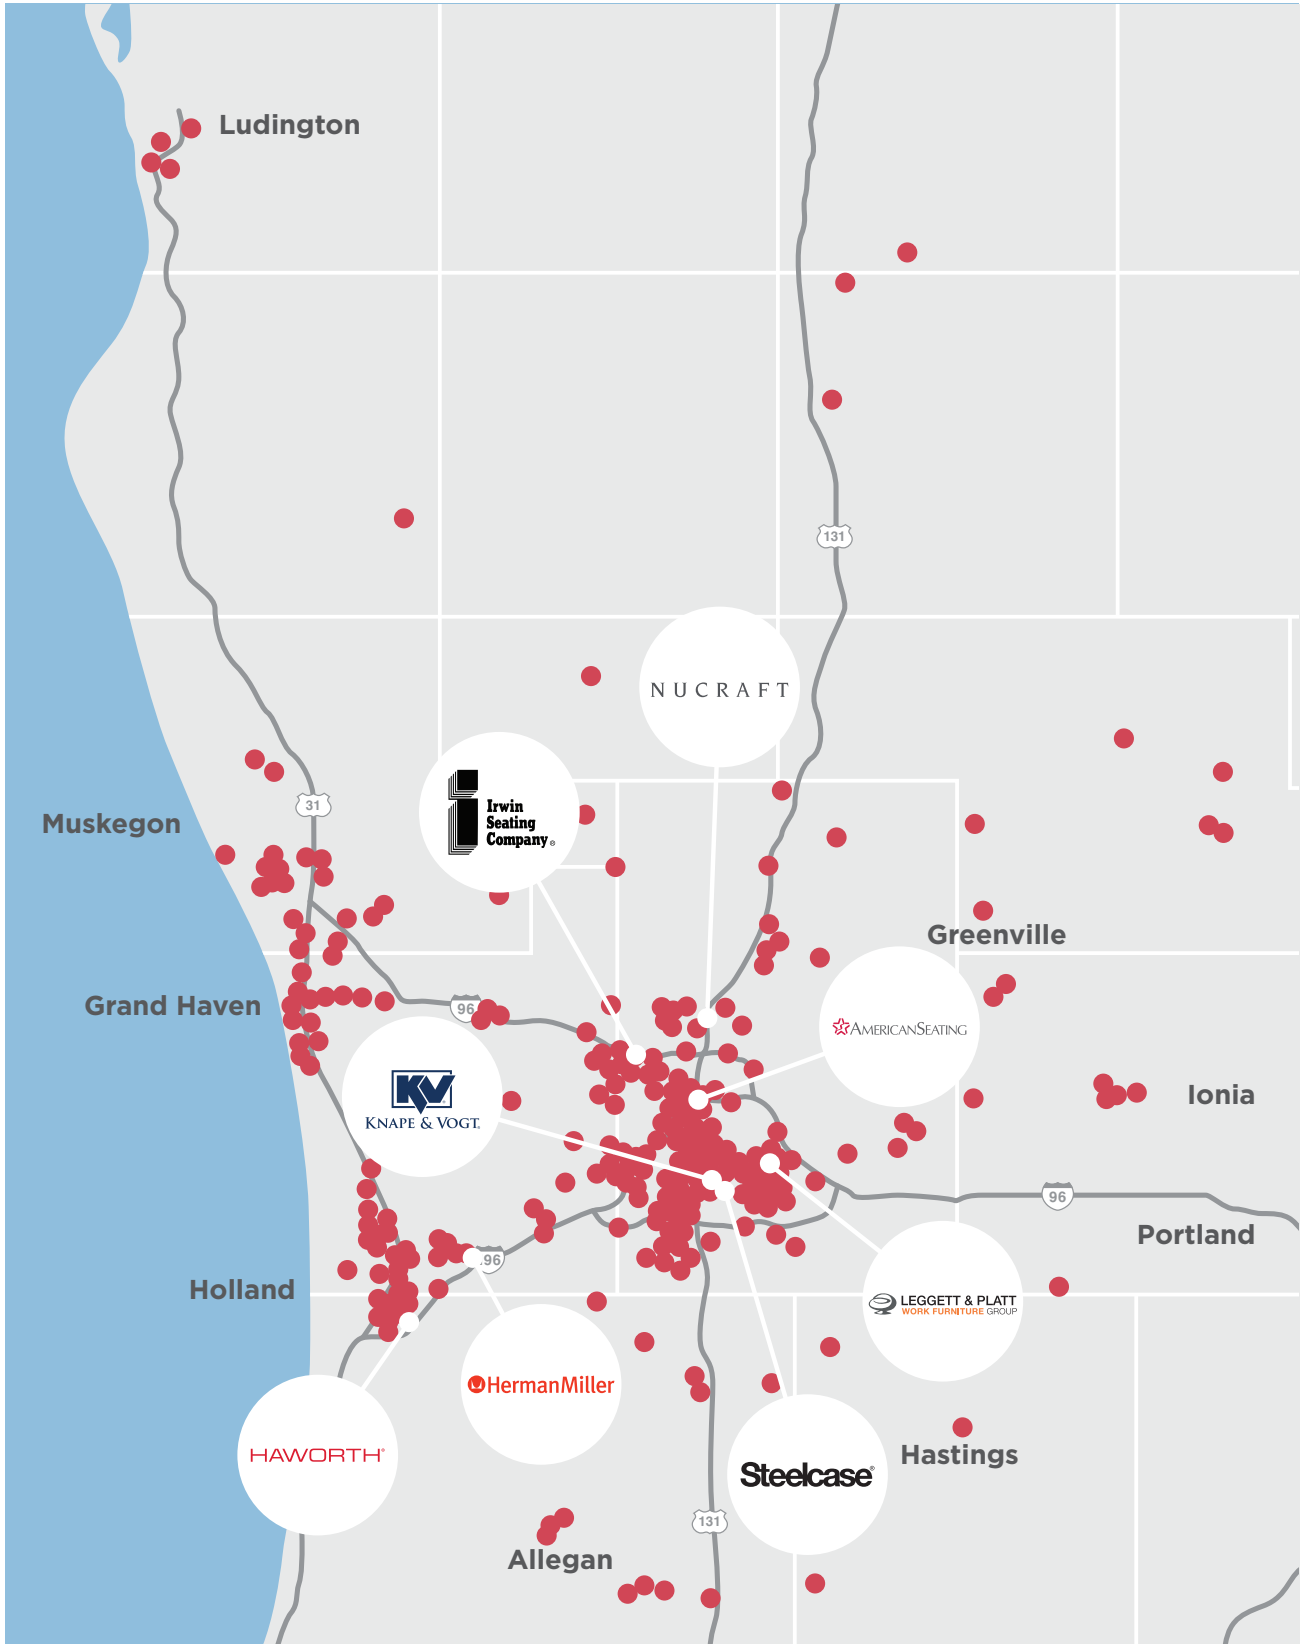 Ludington
131
NUCRAFT
31
Irwin
Seating
Company®
Muskegon
Greenville
Grand Haven
96
AMERICANSEATING
KV
KNAPE & VOGT.
Ionia
96
Portland
196
Holland
LEGGETT & PLATT
WORK FURNITURE GROUP
HermanMiller
HAWORTH®
Steelcase®
Hastings
131
Allegan